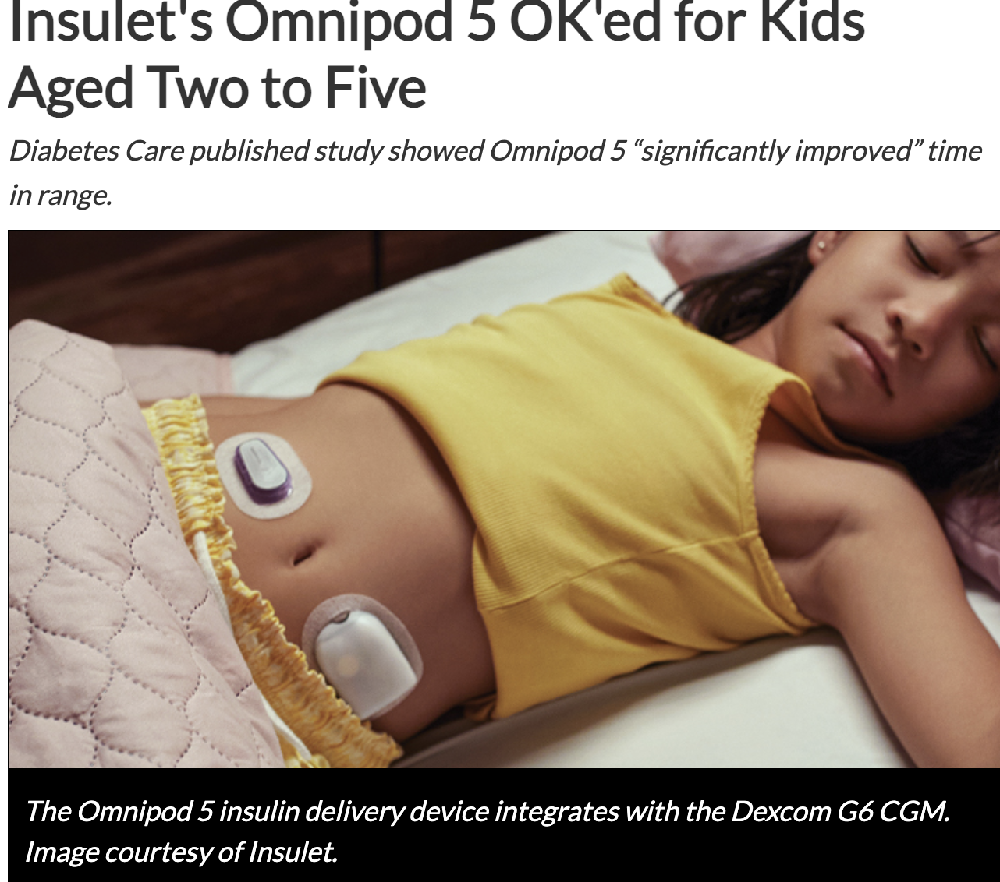 Insulet's Omnipod 5 OK'ed for Kids
Aged Two to Five
Diabetes Care published study showed Omnipod 5 “significantly improved” time
in range.
The Omnipod 5 insulin delivery device integrates with the Dexcom G6 CGM.
Image courtesy of Insulet.